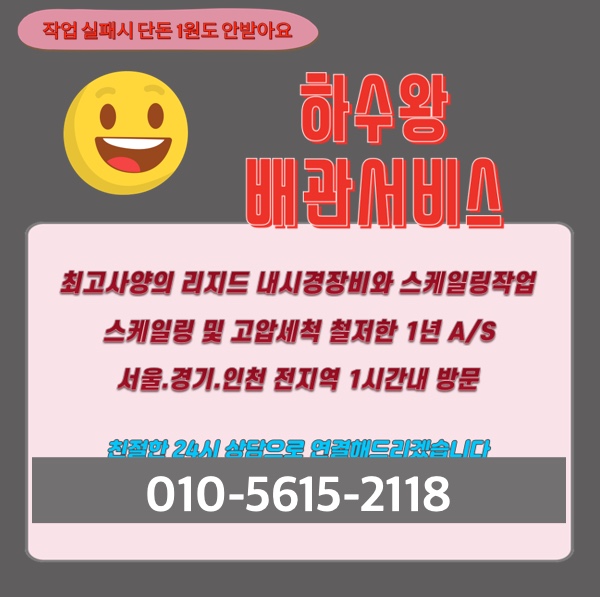 작업 실패시 단돈 1원도 안받아요
하수왕
배관서비스
최고사양의 리지드 내시경장비와 스케일링작업
스케일링 및 고압세척 철저한 1년 A/S
서울.경기.인천 전지역 1시간내 방문
친절한 24시 상담으로 연결해드리겠습니다
010-5615-2118